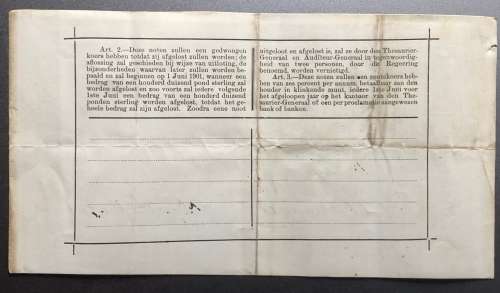 Art. 2.—Deze noten zullen een gedwongen
koers hebben totdat zij afgelost zullen worden; de
aflossing zal geschieden bij wijze van uitloting, de
bijzonderheden waarvan later zullen worden be-
paald en zal beginnen op 1 Juni 1901, wanneer een
bedrag van een honderd duizend pond sterling zal
worden afgelost en zoo voorts zal iedere volgende
1ste Juni een bedrag van een honderd duizend
ponden sterling worden afgelost, totdat het ge-
heele bedrag zal zijn afgelost. Zoodra eene noot
uitgeloot en afgelost is, zal ze door den Thesaurier-
Generaal en Auditeur-Generaal in tegenwoordig-
heid van twee personen, door de Regeering
benoemd, worden vernietigd.
Art. 3.—Deze noten zullen een rentekoers
hebben van zes percent per annum, betaalbaar aan den
houder in klinkende munt, iedere 1ste Juni voor
het afgeloopen jaar op het kantoor van den The-
saurier-Generaal of een per proclamatie aangewezen
bank of banken.